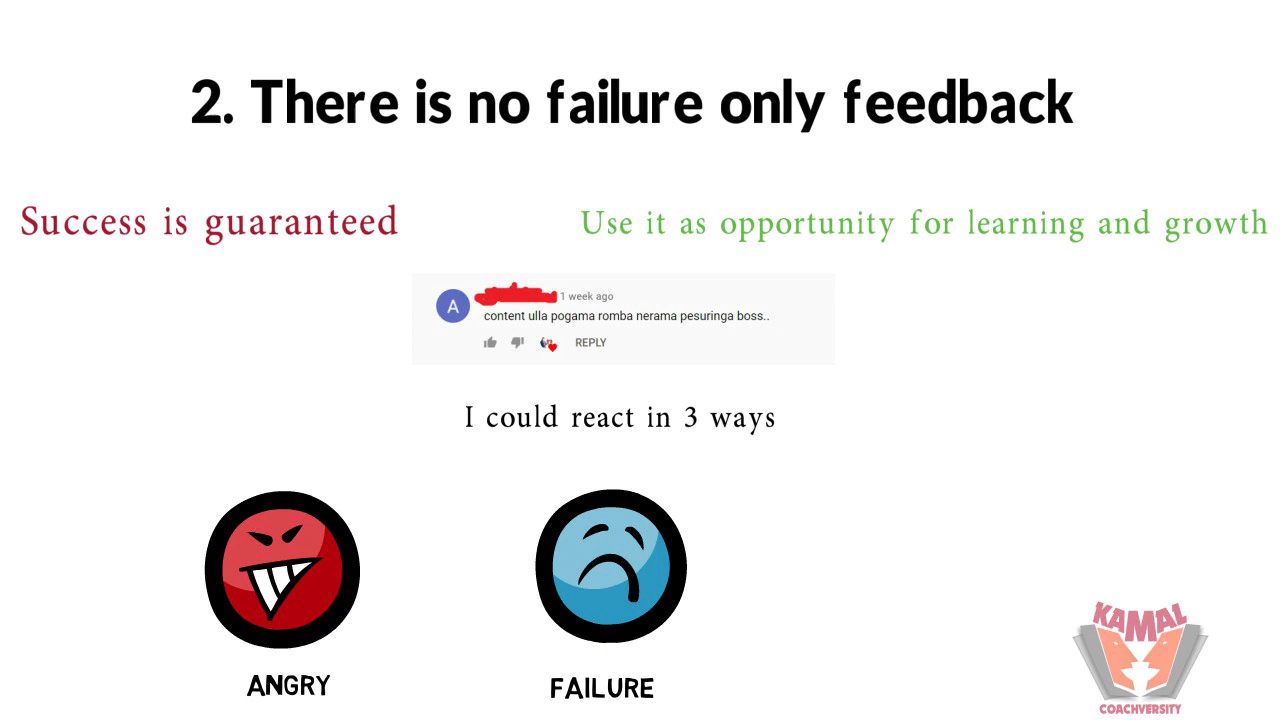 2. There is no failure only feedback
Success is guaranteed
Use it as opportunity for learning and growth
A
1 week ago
content ulla pogama romba nerama pesuringa boss..
REPLY
I could react in 3 ways
ANGRY
FAILURE
KAMAL
COACHVERSITY